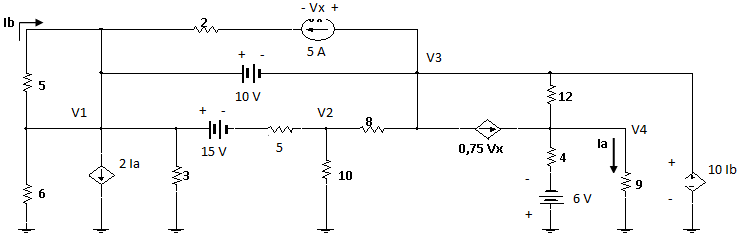 - Vx +
Ib
2
5 A
V3
+ -
5
10 V
12
V1
+ -
V2
8
V4
15 V
5
0,75 Vx
Ia
2 Ia
3
10
4
-
6 V
+
9
+
10 Ib
-
6